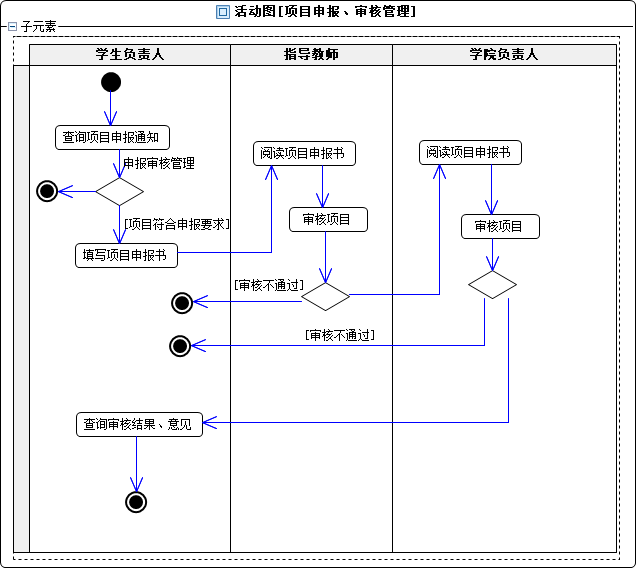 活动图[项目申报、审核管理]
子元素
学生负责人
指导教师
学院负责人
查询项目申报通知
申报审核管理
阅读项目申报书
阅读项目申报书
[项目符合申报要求]
审核项目
审核项目
填写项目申报书
[审核不通过]
[审核不通过]
查询审核结果、意见